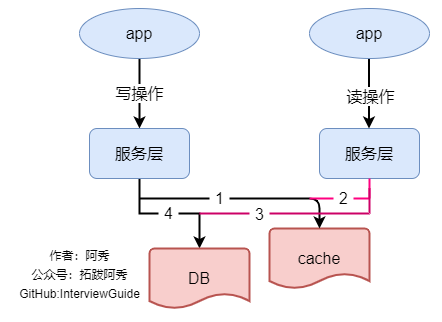 app
app
写操作
读操作
服务层
服务层
1
2
4
3
作者：阿秀
公众号：拓跋阿秀
GitHub:InterviewGuide
DB
cache